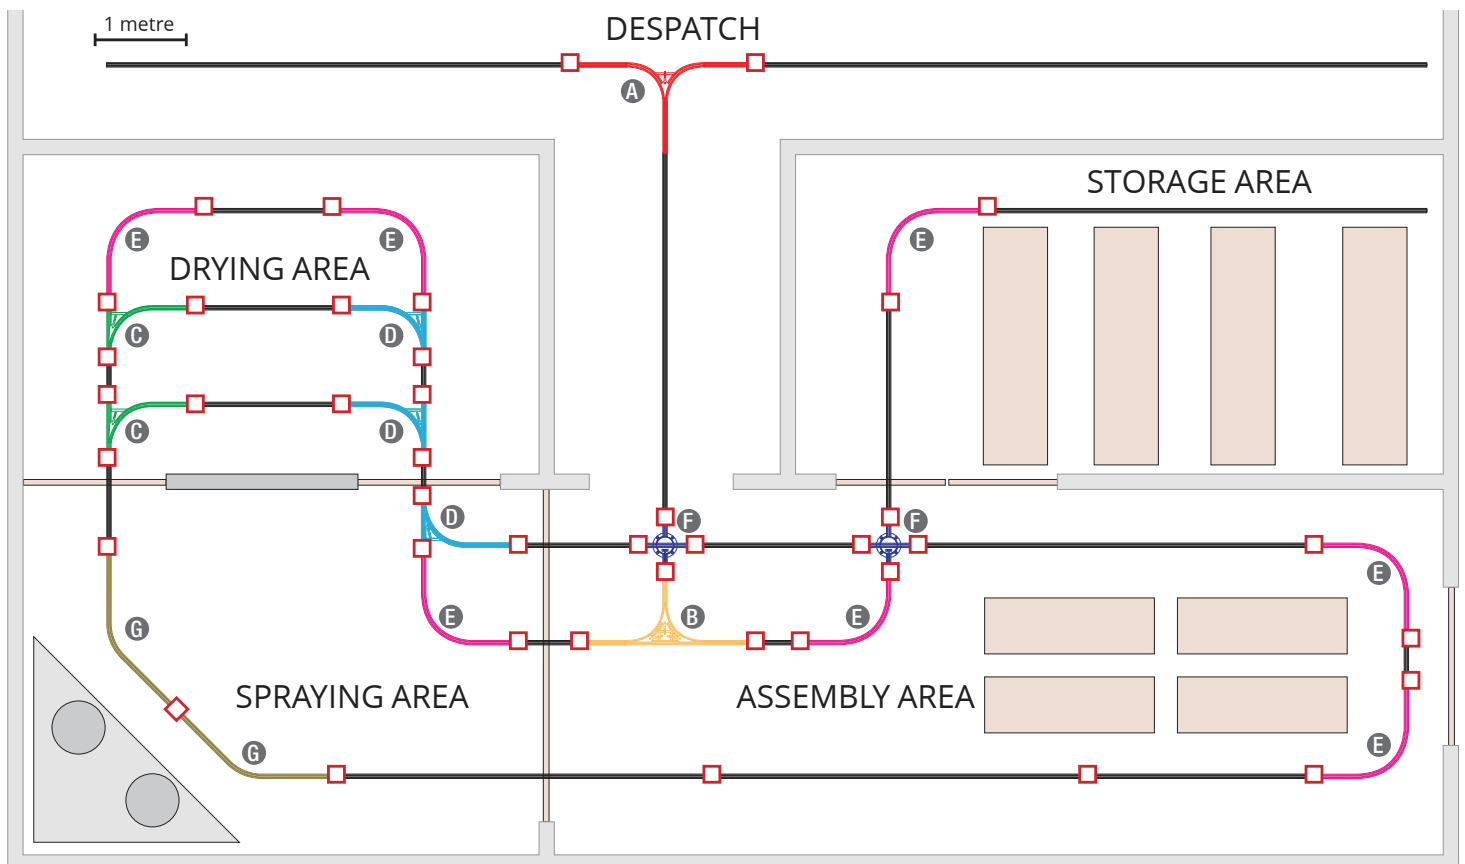 DESPATCH
1 metre
A
STORAGE AREA
E
E
E
DRYING AREA
C
D
C
D
D
F
F
E
G
E
B
E
SPRAYING AREA
ASSEMBLY AREA
G
E